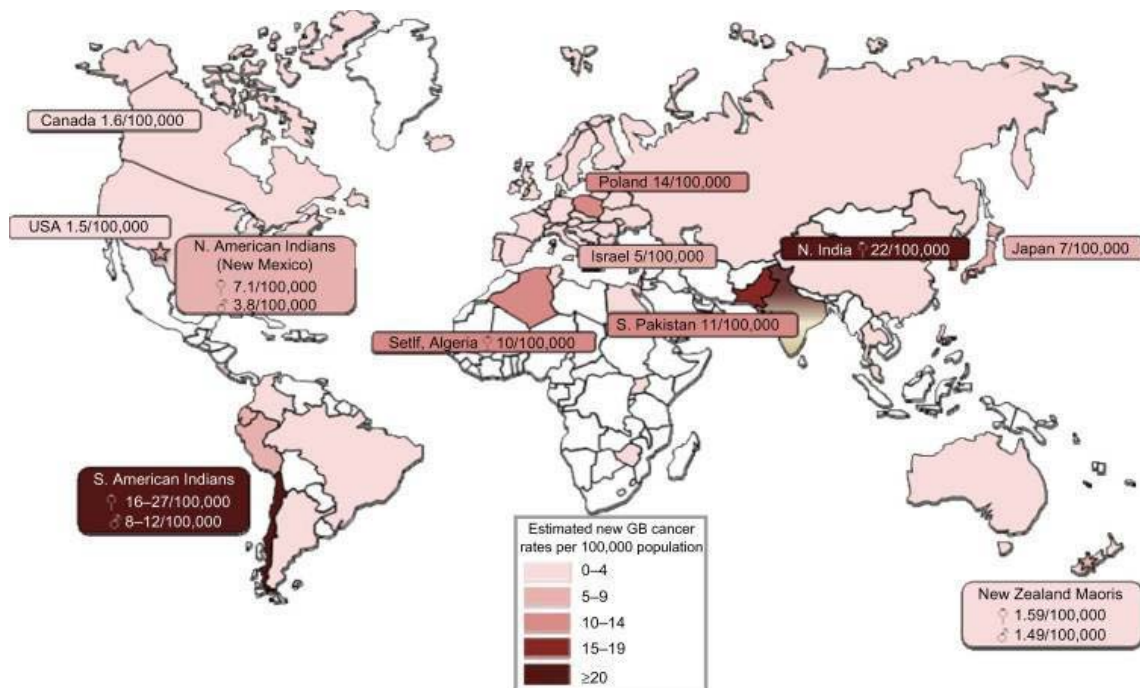 Canada 1.6/100,000
USA 1.5/100,000
N. American Indians
(New Mexico)
♀ 7.1/100,000
♂ 3.8/100,000
Poland 14/100,000
Israel 5/100,000
N. India ♀ 22/100,000
Japan 7/100,000
S. Pakistan 11/100,000
Setlf, Algeria ♀ 10/100,000
S. American Indians
♀ 16–27/100,000
♂ 8–12/100,000
Estimated new GB cancer
rates per 100,000 population
0–4
5–9
10–14
15–19
≥20
New Zealand Maoris
♀ 1.59/100,000
♂ 1.49/100,000